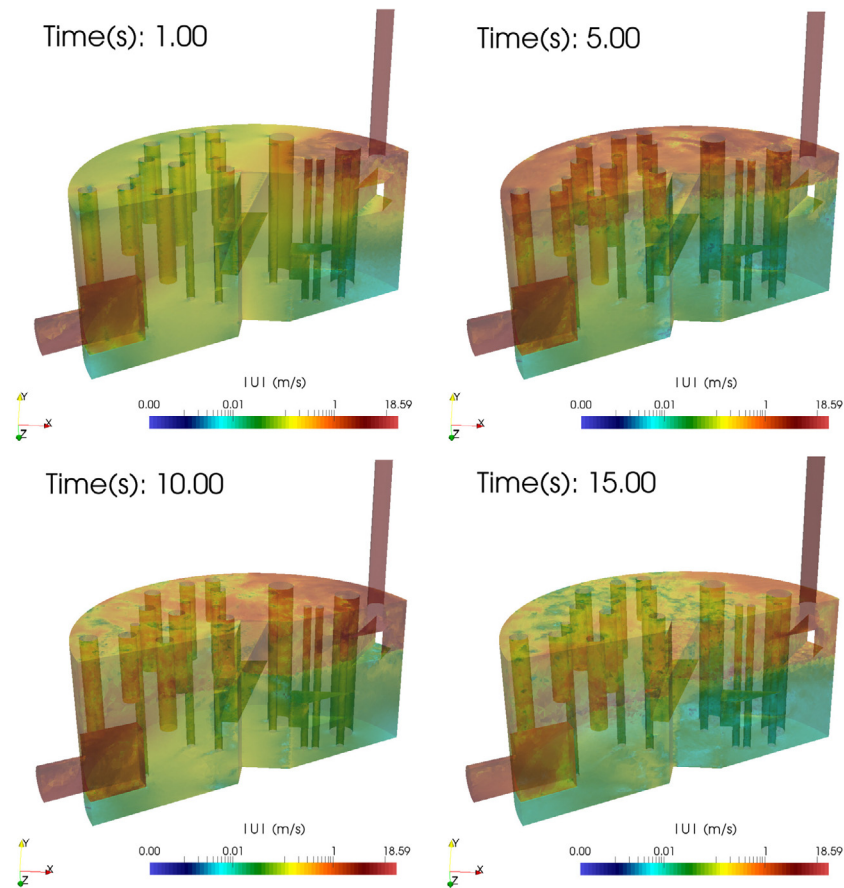 Time(s): 1.00
Time(s): 5.00
| U | (m/s)
0.00 0.01 1 18.59
Y
X
Z
| U | (m/s)
0.00 0.01 1 18.59
Y
X
Z
Time(s): 10.00
Time(s): 15.00
| U | (m/s)
0.00 0.01 1 18.59
Y
X
Z
| U | (m/s)
0.00 0.01 1 18.59
Y
X
Z